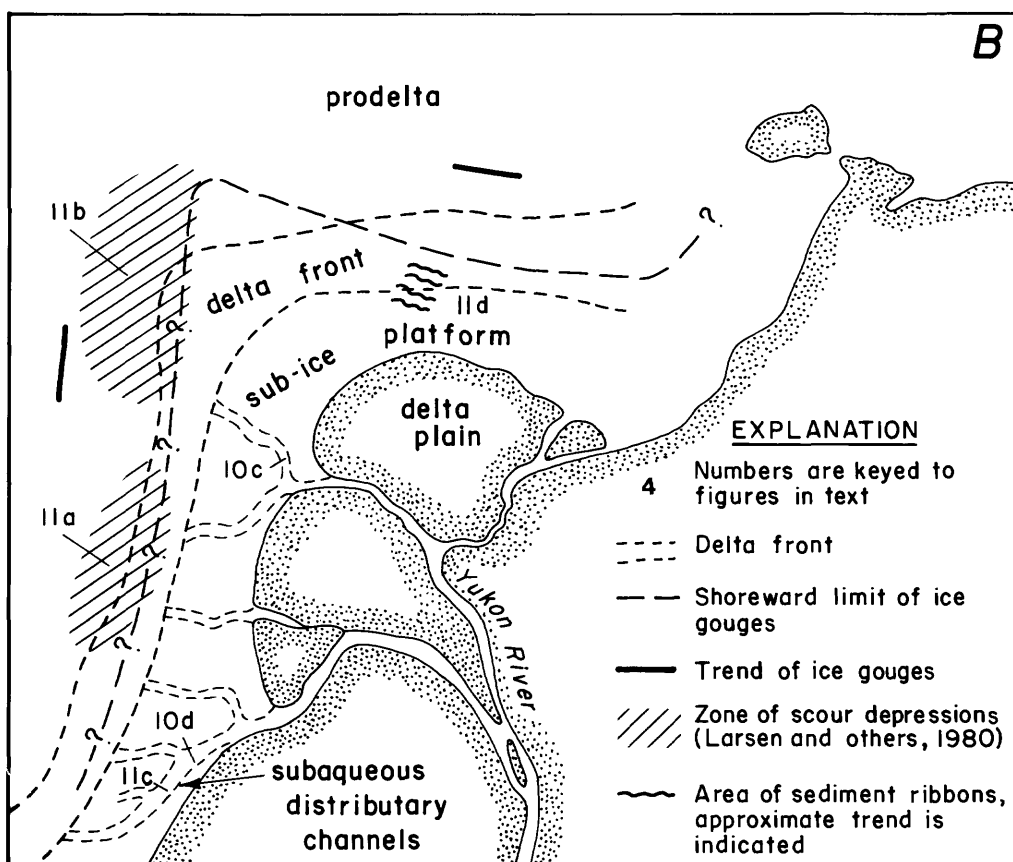 B
prodelta
11b
delta front
11d
platform
sub-ice
delta
plain
10c
11a
Yukon River
10d
11c
subaqueous
distributary
channels
?
?
?
?
?
?
?
EXPLANATION
4 Numbers are keyed to
figures in text
Delta front
Shoreward limit of ice
gouges
Trend of ice gouges
Zone of scour depressions
(Larsen and others, 1980)
Area of sediment ribbons,
approximate trend is
indicated